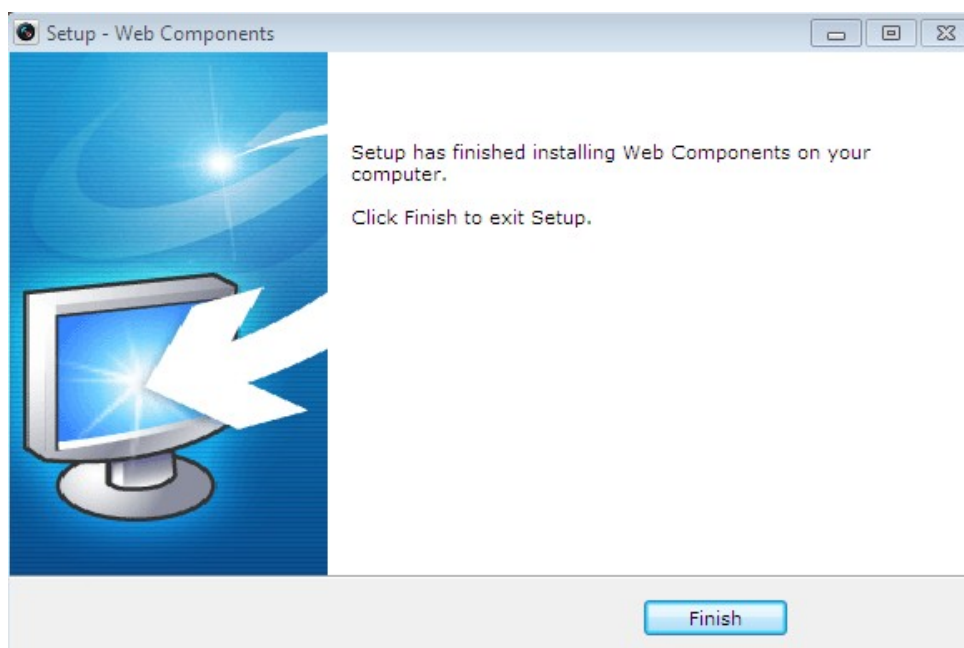 Setup - Web Components
Setup has finished installing Web Components on your
computer.
Click Finish to exit Setup.
Finish